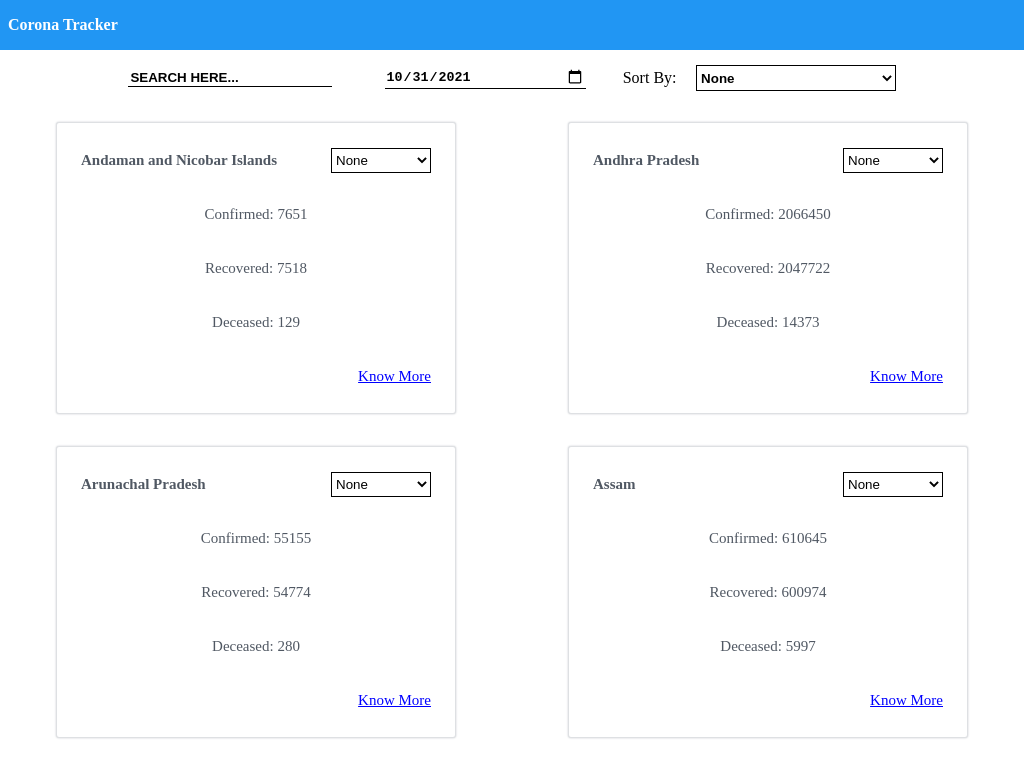 Corona Tracker
SEARCH HERE...
10/31/2021
Sort By:
None
Andaman and Nicobar Islands
None
Confirmed: 7651
Recovered: 7518
Deceased: 129
Know More
Andhra Pradesh
None
Confirmed: 2066450
Recovered: 2047722
Deceased: 14373
Know More
Arunachal Pradesh
None
Confirmed: 55155
Recovered: 54774
Deceased: 280
Know More
Assam
None
Confirmed: 610645
Recovered: 600974
Deceased: 5997
Know More